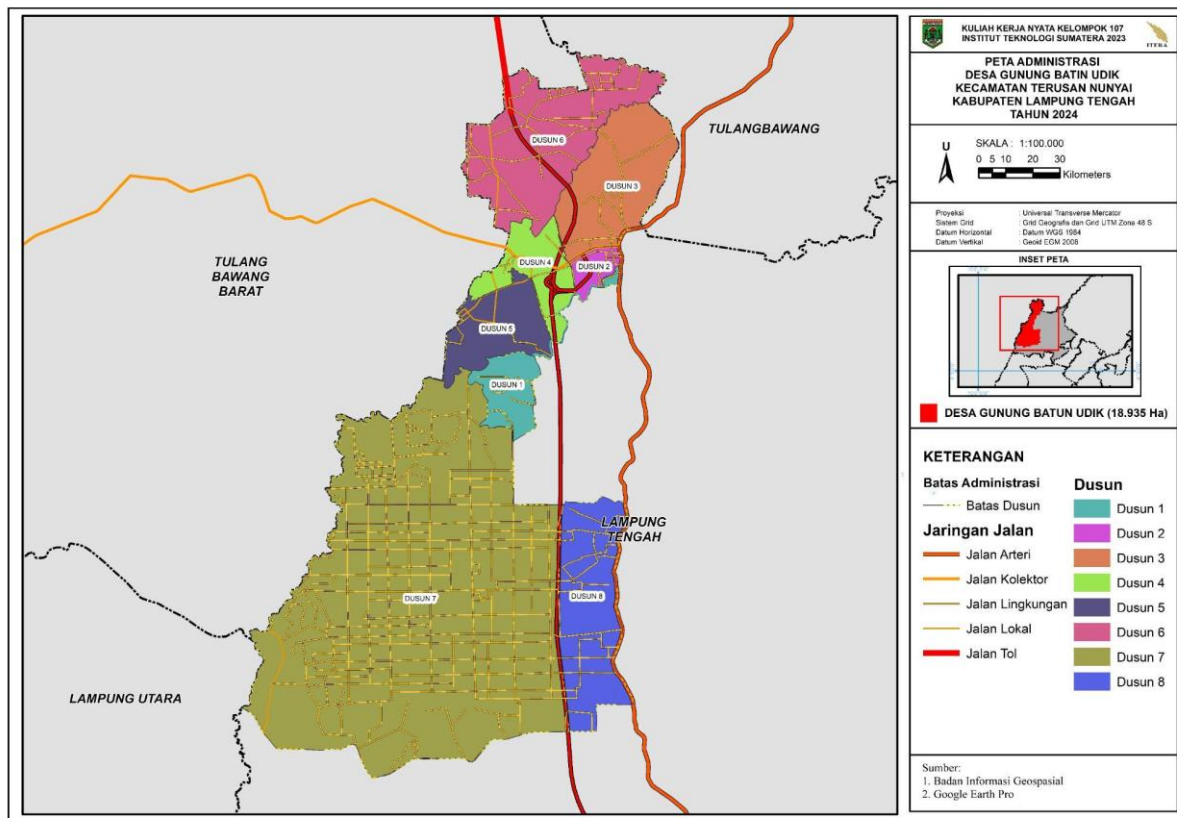 TULANGBAWANG
DUSUN 6
DUSUN 3
DUSUN 4
DUSUN 2
TULANG
BAWANG
BARAT
DUSUN 5
DUSUN 1
LAMPUNG
TENGAH
DUSUN 7
DUSUN 8
LAMPUNG UTARA
KULIAH KERJA NYATA KELOMPOK 107
INSTITUT TEKNOLOGI SUMATERA 2023
ITERA
PETA ADMINISTRASI
DESA GUNUNG BATIN UDIK
KECAMATAN TERUSAN NUNYAI
KABUPATEN LAMPUNG TENGAH
TAHUN 2024
U
SKALA : 1:100.000
0 5 10 20 30
Kilometers
Proyeksi : Universal Transverse Mercator
Sistem Grid : Grid Geografis dan Grid UTM Zona 48 S
Datum Horizontal : Datum WGS 1984
Datum Vertikal : Geoid EGM 2008
INSET PETA
DESA GUNUNG BATUN UDIK (18.935 Ha)
KETERANGAN
Batas Administrasi
Batas Dusun
Jaringan Jalan
Jalan Arteri
Jalan Kolektor
Jalan Lingkungan
Jalan Lokal
Jalan Tol
Dusun
Dusun 1
Dusun 2
Dusun 3
Dusun 4
Dusun 5
Dusun 6
Dusun 7
Dusun 8
Sumber:
1. Badan Informasi Geospasial
2. Google Earth Pro